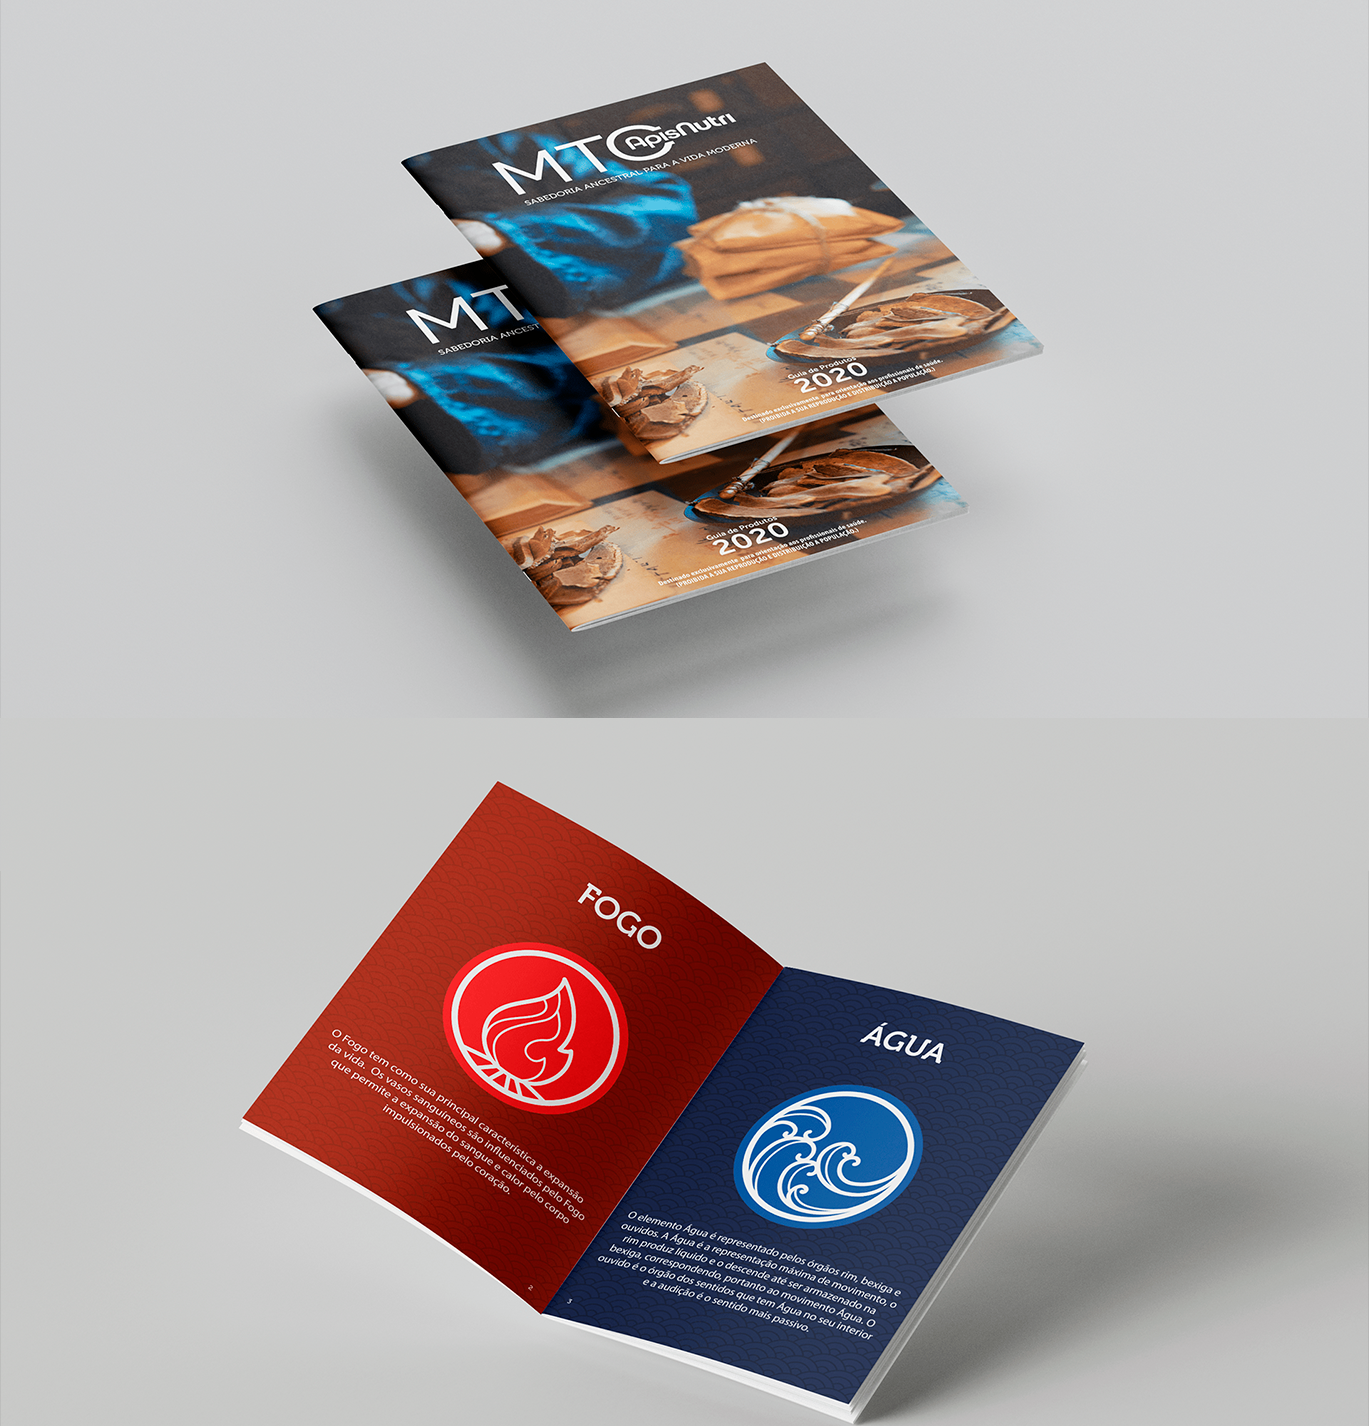 MTC ApisNutri
SABEDORIA ANCESTRAL PARA A VIDA MODERNA
Guia de Produtos
2020
Destinado exclusivamente para orientação aos profissionais de saúde.
(PROIBIDA A SUA REPRODUÇÃO E DISTRIBUIÇÃO A POPULAÇÃO.)
MT
SABEDORIA ANCEST
Guia de Produtos
2020
Destinado exclusivamente para orientação aos profissionais de saúde.
(PROIBIDA A SUA REPRODUÇÃO E DISTRIBUIÇÃO A POPULAÇÃO.)
FOGO
O Fogo tem como sua principal característica a expansão
da vida. Os vasos sanguíneos são influenciados pelo Fogo
que permite a expansão do sangue e calor pelo corpo
impulsionados pelo coração.
2
ÁGUA
O elemento Água é representado pelos órgãos rim, bexiga e
ouvidos. A Água é a representação máxima de movimento, o
rim produz líquido e o descende até ser armazenado na
bexiga, correspondendo, portanto ao movimento Água. O
ouvido é o órgão dos sentidos que tem Água no seu interior
e a audição é o sentido mais passivo.
3